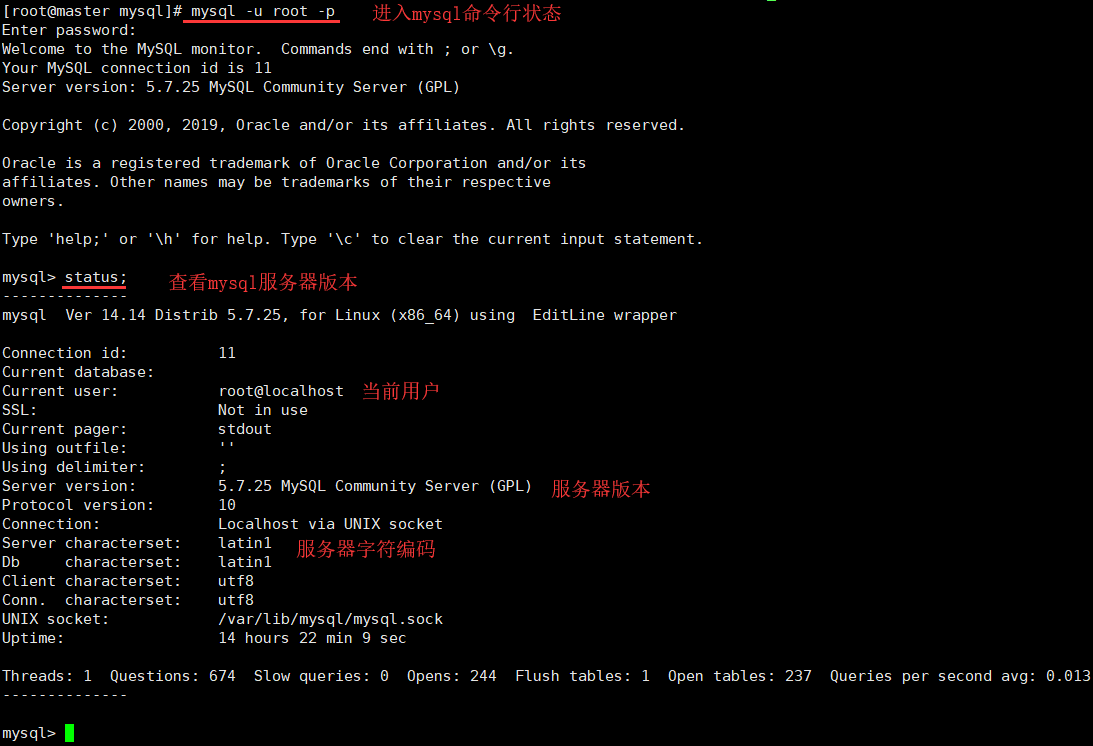 [root@master mysql]# mysql -u root -p 进入mysql命令行状态
Enter password:
Welcome to the MySQL monitor.  Commands end with ; or \g.
Your MySQL connection id is 11
Server version: 5.7.25 MySQL Community Server (GPL)
Copyright (c) 2000, 2019, Oracle and/or its affiliates. All rights reserved.
Oracle is a registered trademark of Oracle Corporation and/or its
affiliates. Other names may be trademarks of their respective
owners.
Type 'help;' or '\h' for help. Type '\c' to clear the current input statement.
mysql> status; 查看mysql服务器版本
--------------
mysql  Ver 14.14 Distrib 5.7.25, for Linux (x86_64) using  EditLine wrapper
Connection id:          11
Current database:
Current user:           root@localhost 当前用户
SSL:                    Not in use
Current pager:          stdout
Using outfile:          ''
Using delimiter:        ;
Server version:         5.7.25 MySQL Community Server (GPL) 服务器版本
Protocol version:       10
Connection:             Localhost via UNIX socket
Server characterset:    latin1 服务器字符编码
Db     characterset:    latin1
Client characterset:    utf8
Conn.  characterset:    utf8
UNIX socket:            /var/lib/mysql/mysql.sock
Uptime:                 14 hours 22 min 9 sec
Threads: 1  Questions: 674  Slow queries: 0  Opens: 244  Flush tables: 1  Open tables: 237  Queries per second avg: 0.013
--------------
mysql>